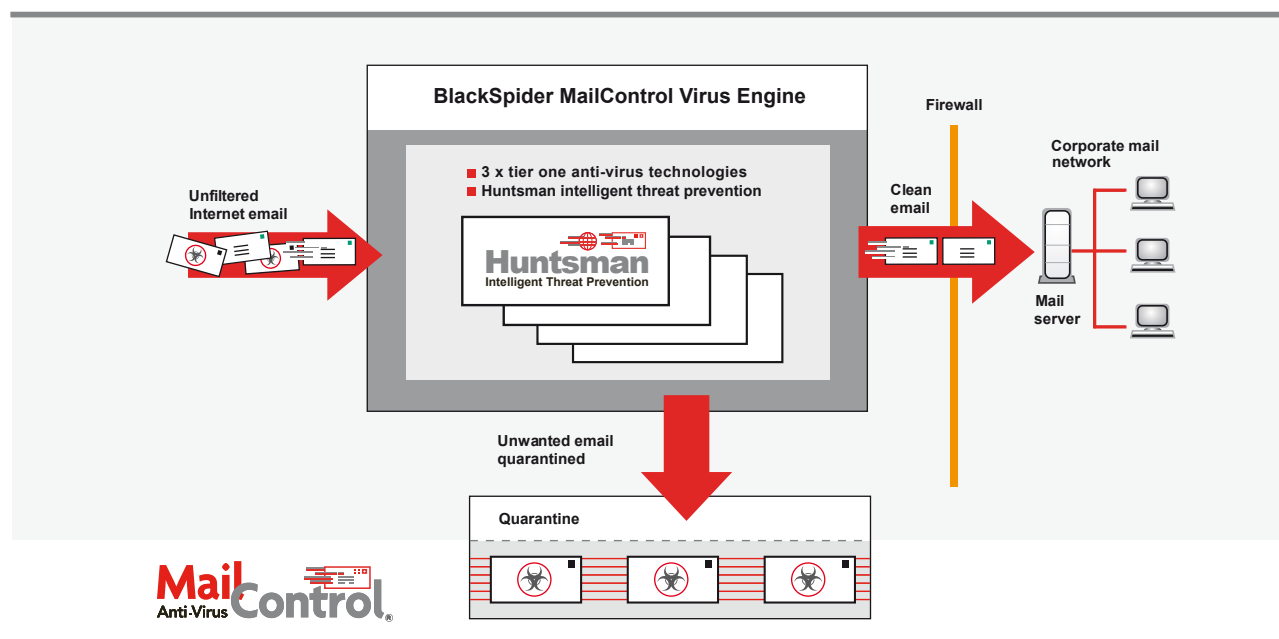 BlackSpider MailControl Virus Engine
3 x tier one anti-virus technologies
Huntsman intelligent threat prevention
Unfiltered
Internet email
Huntsman
Intelligent Threat Prevention
Clean
email
Firewall
Corporate mail
network
Mail
server
Unwanted email
quarantined
Quarantine
Mail
Anti-Virus Control®